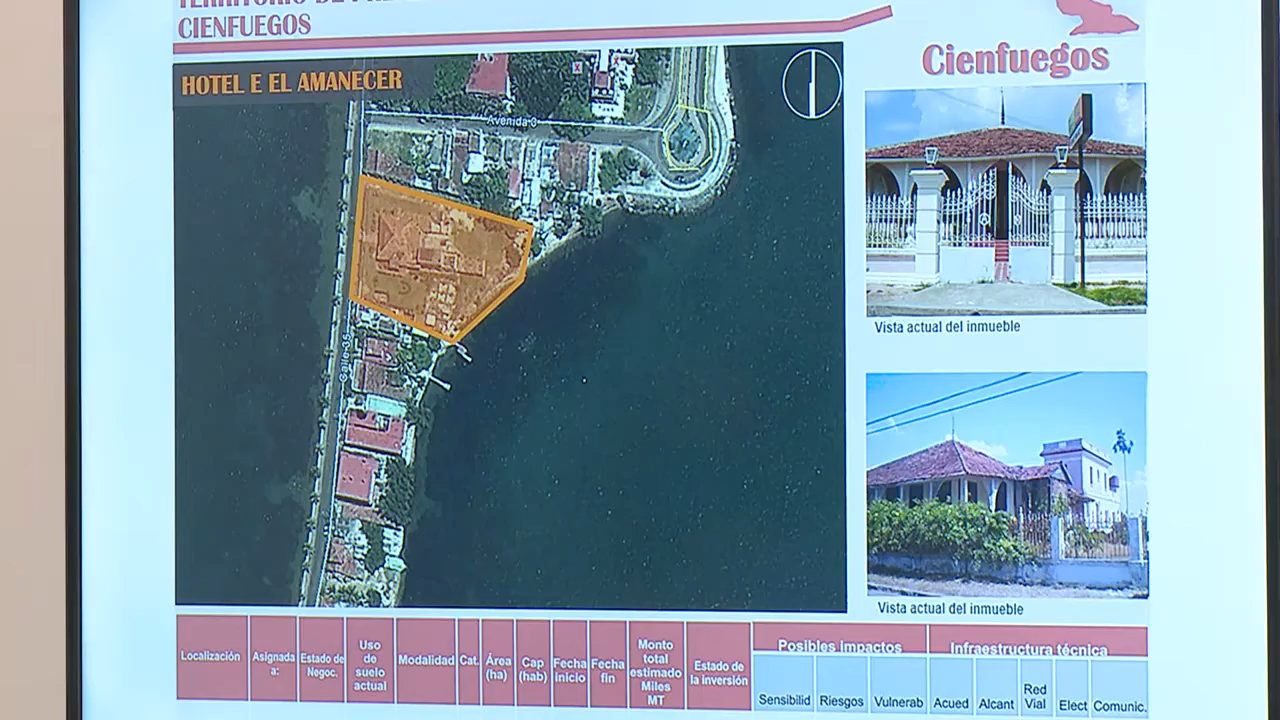 CIENFUEGOS
Cienfuegos
HOTEL E EL AMANECER
Avenida 3
Calle 35
Vista actual del inmueble
Vista actual del inmueble
Localización
Asignada
a:
Estado de
Negoc.
Uso
de
suelo
actual
Modalidad
Cat.
Área
(ha)
Cap
(hab)
Fecha
inicio
Fecha
fin
Monto
total
estimado
Miles
MT
Estado de
la inversión
Posibles Impactos
Sensibilid
Riesgos
Vulnerab
Infraestructura técnica
Acued
Alcant
Red
Vial
Elect
Comunic.